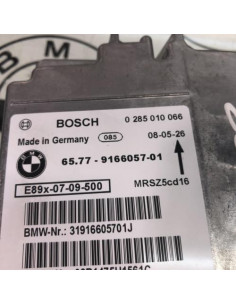 BOSCH 0 285 010 066
Made in Germany 085 08-05-26
65.77 - 9166057-01
E89x-07-09-500 MRSZ5cd16
BMW-Nr.: 31916605701J